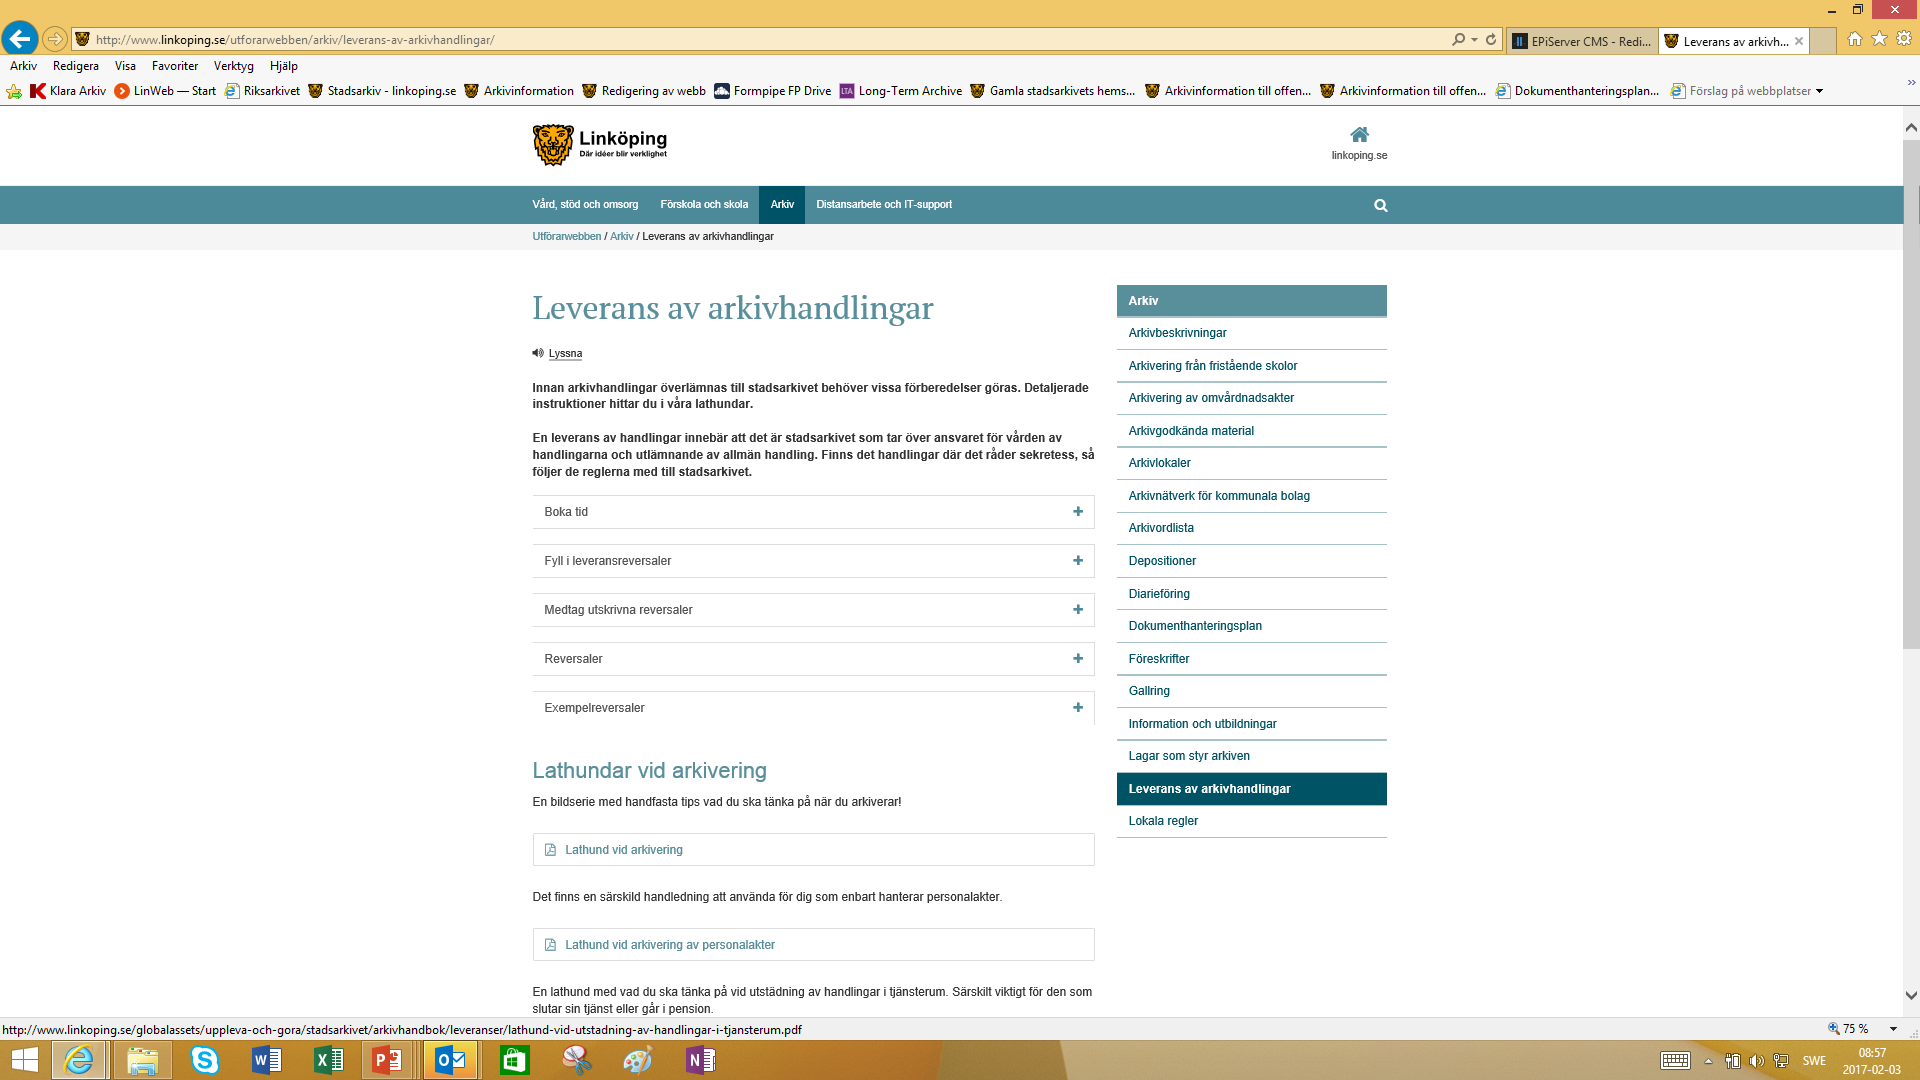 http://www.linkoping.se/utforarwebben/arkiv/leverans-av-arkivhandlingar/
EPiServer CMS - Redi...
Leverans av arkivh...
Arkiv Redigera Visa Favoriter Verktyg Hjälp
Klara Arkiv LinWeb — Start Riksarkivet Stadsarkiv - linkoping.se Arkivinformation Redigering av webb Formpipe FP Drive LTA Long-Term Archive Gamla stadsarkivets hems... Arkivinformation till offen... Arkivinformation till offen... Dokumenthanteringsplan... Förslag på webbplatser
Linköping
Där idéer blir verklighet
linkoping.se
Vård, stöd och omsorg Förskola och skola Arkiv Distansarbete och IT-support
Utförarwebben / Arkiv / Leverans av arkivhandlingar
Leverans av arkivhandlingar
Lyssna
Innan arkivhandlingar överlämnas till stadsarkivet behöver vissa förberedelser göras. Detaljerade
instruktioner hittar du i våra lathundar.
En leverans av handlingar innebär att det är stadsarkivet som tar över ansvaret för vården av
handlingarna och utlämnande av allmän handling. Finns det handlingar där det råder sekretess, så
följer de reglerna med till stadsarkivet.
Boka tid
Fyll i leveransreversaler
Medtag utskrivna reversaler
Reversaler
Exempelreversaler
Lathundar vid arkivering
En bildserie med handfasta tips vad du ska tänka på när du arkiverar!
Lathund vid arkivering
Det finns en särskild handledning att använda för dig som enbart hanterar personalakter.
Lathund vid arkivering av personalakter
En lathund med vad du ska tänka på vid utstädning av handlingar i tjänsterum. Särskilt viktigt för den som
slutar sin tjänst eller går i pension.
Arkiv
Arkivbeskrivningar
Arkivering från fristående skolor
Arkivering av omvårdnadsakter
Arkivgodkända material
Arkivlokaler
Arkivnätverk för kommunala bolag
Arkivordlista
Depositioner
Diarieföring
Dokumenthanteringsplan
Föreskrifter
Gallring
Information och utbildningar
Lagar som styr arkiven
Leverans av arkivhandlingar
Lokala regler
http://www.linkoping.se/globalassets/uppleva-och-gora/stadsarkivet/arkivhandbok/leveranser/lathund-vid-utstadning-av-handlingar-i-tjansterum.pdf
75 %
SWE
08:57
2017-02-03